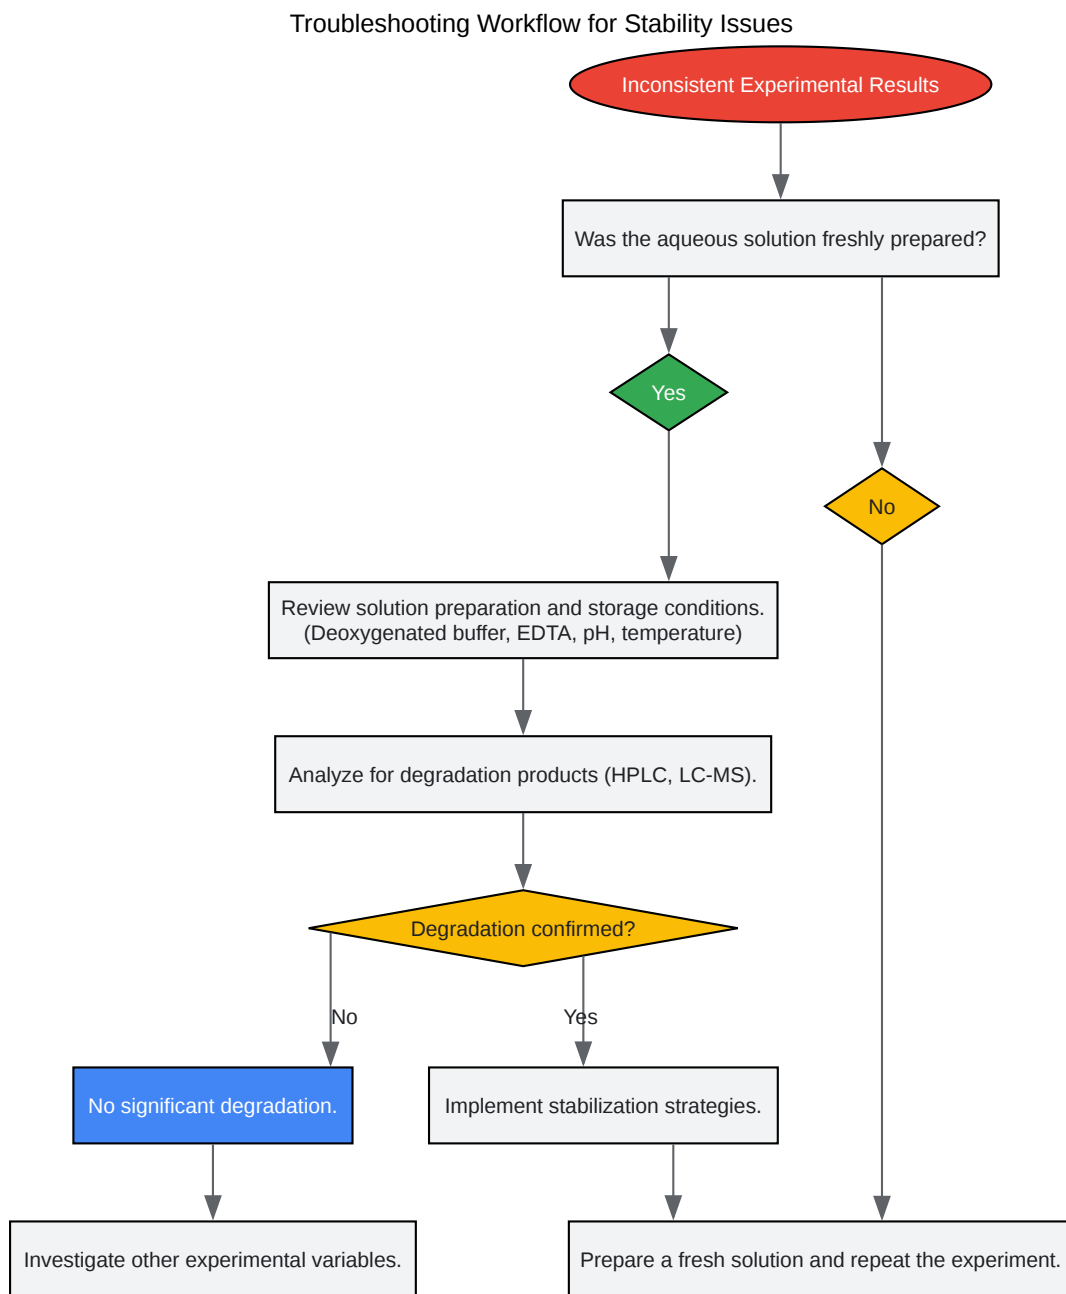 Troubleshooting Workflow for Stability Issues
Inconsistent Experimental Results
Was the aqueous solution freshly prepared?
Yes
No
Review solution preparation and storage conditions.
(Deoxygenated buffer, EDTA, pH, temperature)
Analyze for degradation products (HPLC, LC-MS).
Degradation confirmed?
No
Yes
No significant degradation.
Implement stabilization strategies.
Investigate other experimental variables.
Prepare a fresh solution and repeat the experiment.